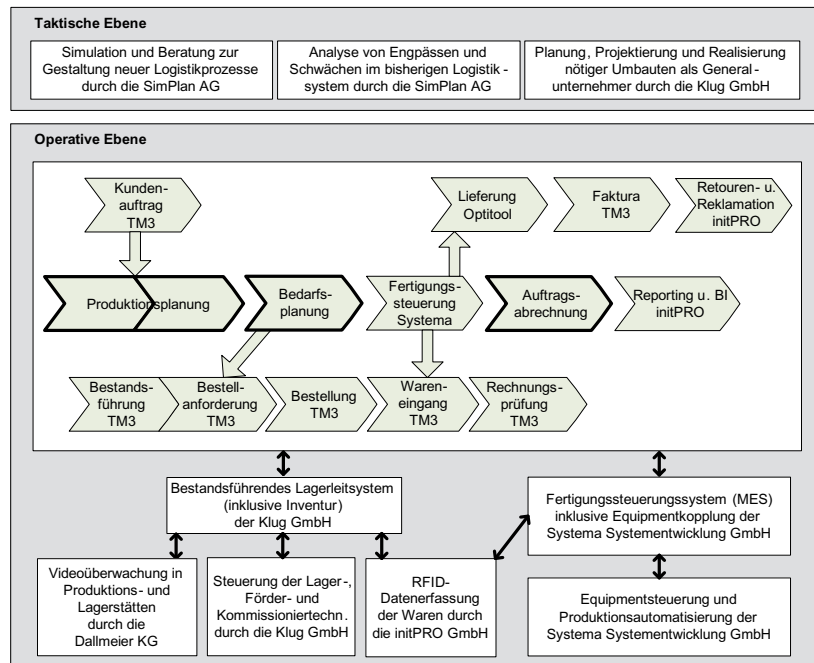 Taktische Ebene
Simulation und Beratung zur
Gestaltung neuer Logistikprozesse
durch die SimPlan AG
Analyse von Engpässen und
Schwächen im bisherigen Logistik -
system durch die SimPlan AG
Planung, Projektierung und Realisierung
nötiger Umbauten als General -
unternehmer durch die Klug GmbH
Operative Ebene
Kunden-
auftrag
TM3
Lieferung
Optitool
Faktura
TM3
Retouren- u.
Reklamation
initPRO
Produktionsplanung
Bedarfs-
planung
Fertigungs-
steuerung
Systema
Auftrags-
abrechnung
Reporting u. BI
initPRO
Bestands-
führung
TM3
Bestell-
anforderung
TM3
Bestellung
TM3
Waren-
eingang
TM3
Rechnungs-
prüfung
TM3
Bestandsführendes Lagerleitsystem
(inklusive Inventur)
der Klug GmbH
Fertigungssteuerungssystem (MES)
inklusive Equipmentkopplung der
Systema Systementwicklung GmbH
Videoüberwachung in
Produktions- und
Lagerstätten
durch die
Dallmeier KG
Steuerung der Lager-,
Förder- und
Kommissioniertechn.
durch die Klug GmbH
RFID-
Datenerfassung
der Waren durch
die initPRO GmbH
Equipmentsteuerung und
Produktionsautomatisierung der
Systema Systementwicklung GmbH